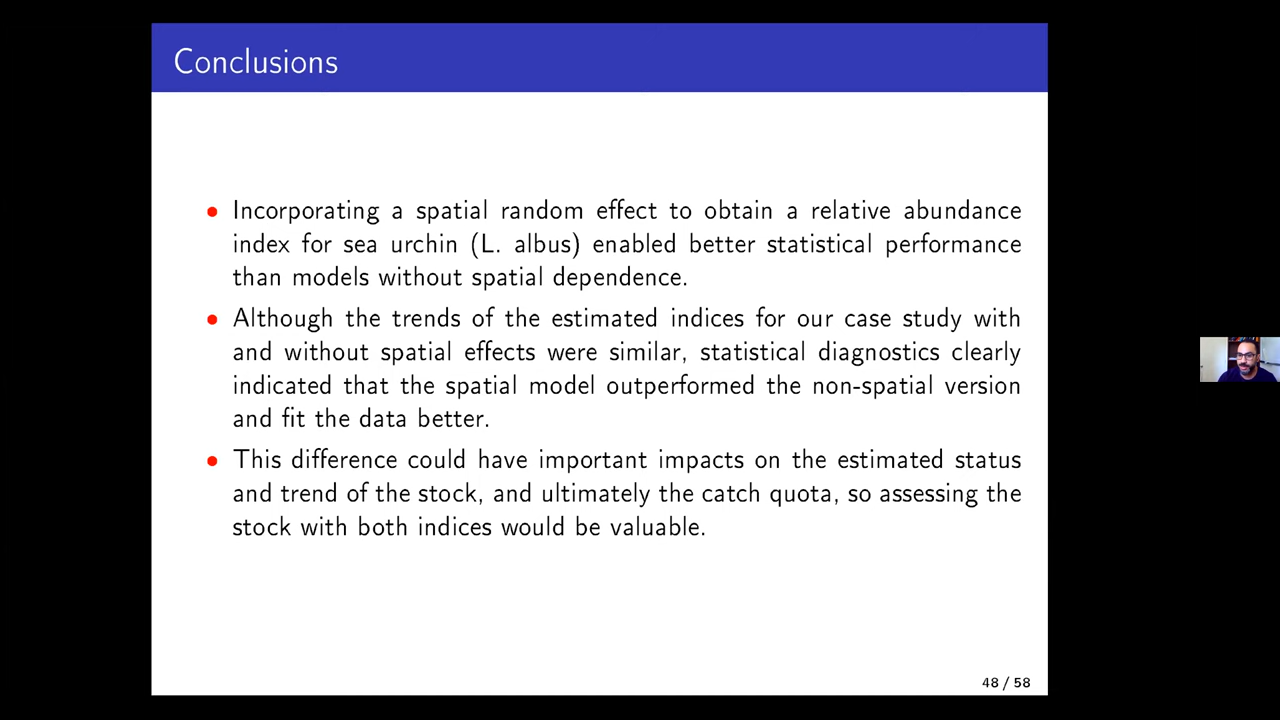 Conclusions
• Incorporating a spatial random effect to obtain a relative abundance
index for sea urchin (L. albus) enabled better statistical performance
than models without spatial dependence.
• Although the trends of the estimated indices for our case study with
and without spatial effects were similar, statistical diagnostics clearly
indicated that the spatial model outperformed the non-spatial version
and fit the data better.
• This difference could have important impacts on the estimated status
and trend of the stock, and ultimately the catch quota, so assessing the
stock with both indices would be valuable.
48 / 58